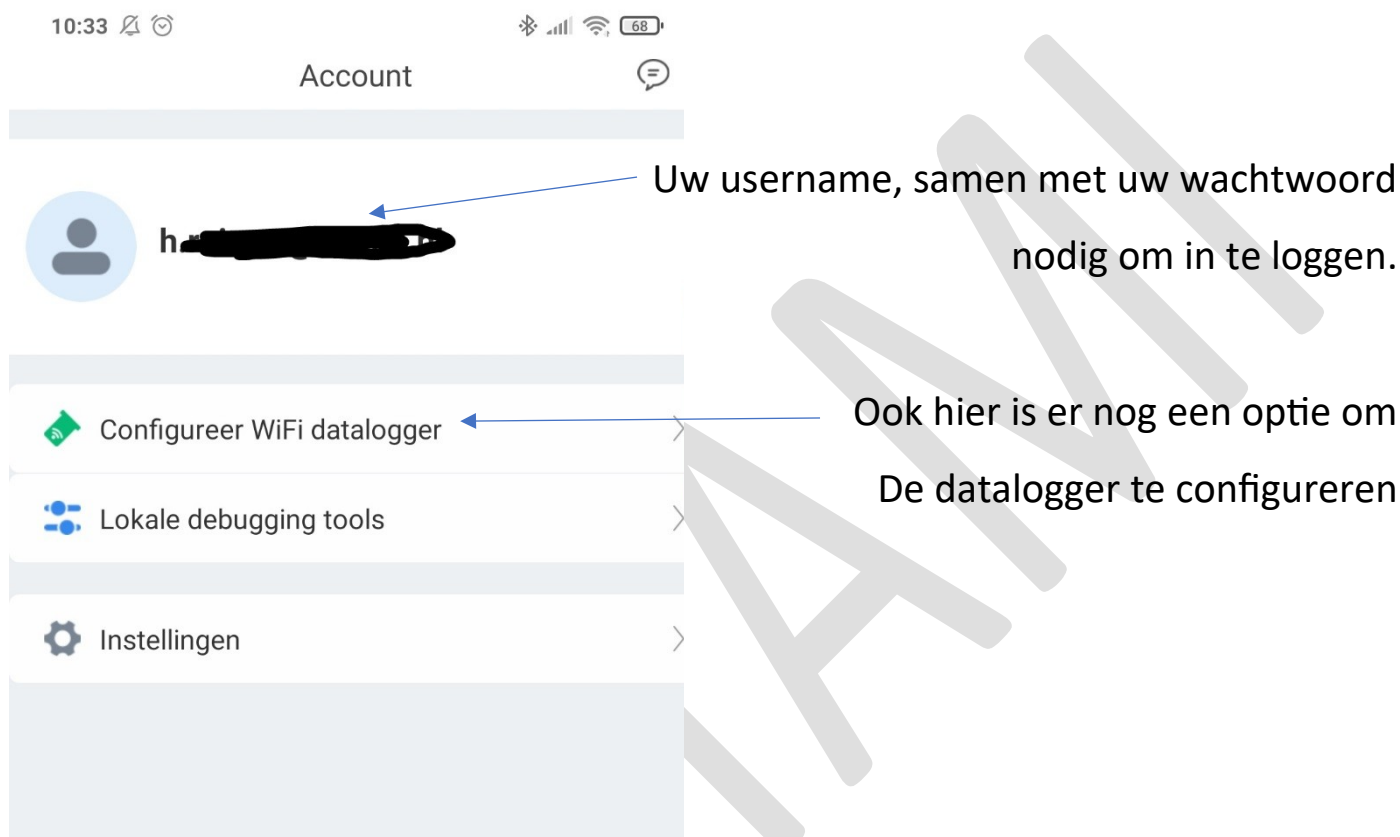 10:33
68
Account
Uw username, samen met uw wachtwoord
nodig om in te loggen.
Configureer WiFi datalogger
Ook hier is er nog een optie om
De datalogger te configureren
Lokale debugging tools
Instellingen